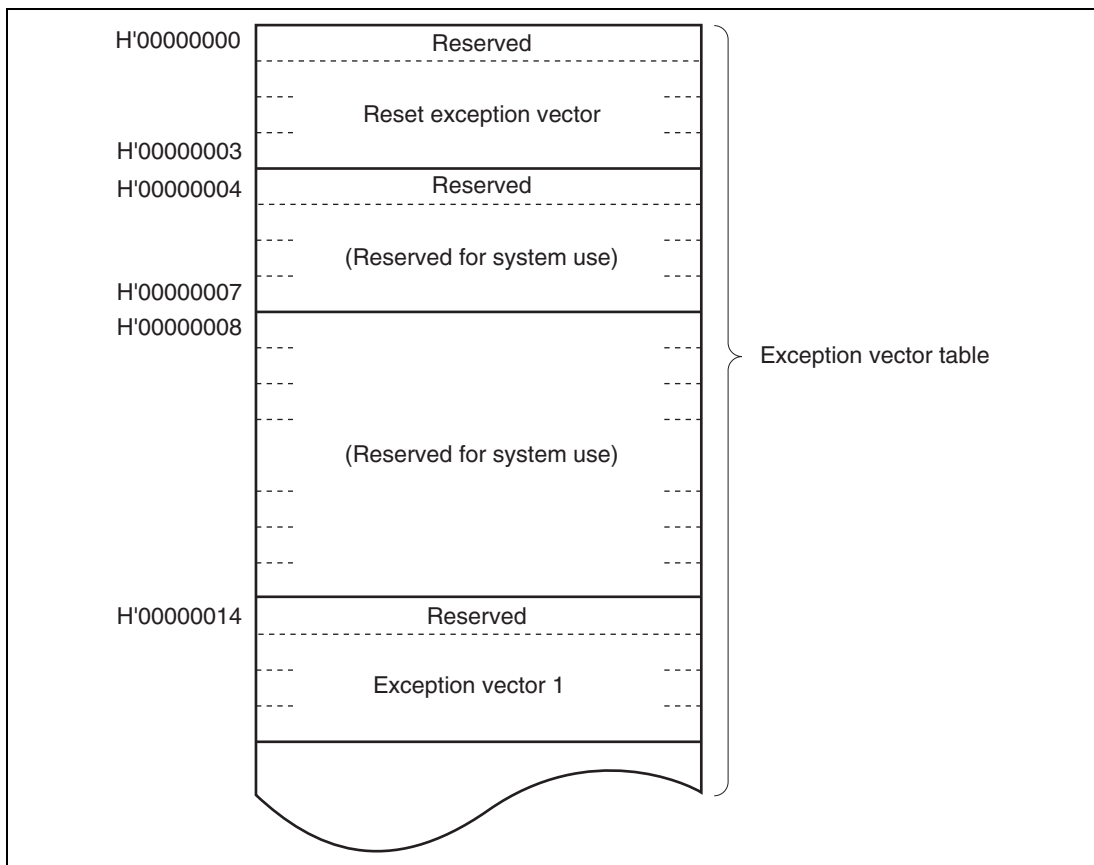 H'00000000
Reserved
Reset exception vector
H'00000003
H'00000004
Reserved
(Reserved for system use)
H'00000007
H'00000008
Exception vector table
(Reserved for system use)
H'00000014
Reserved
Exception vector 1